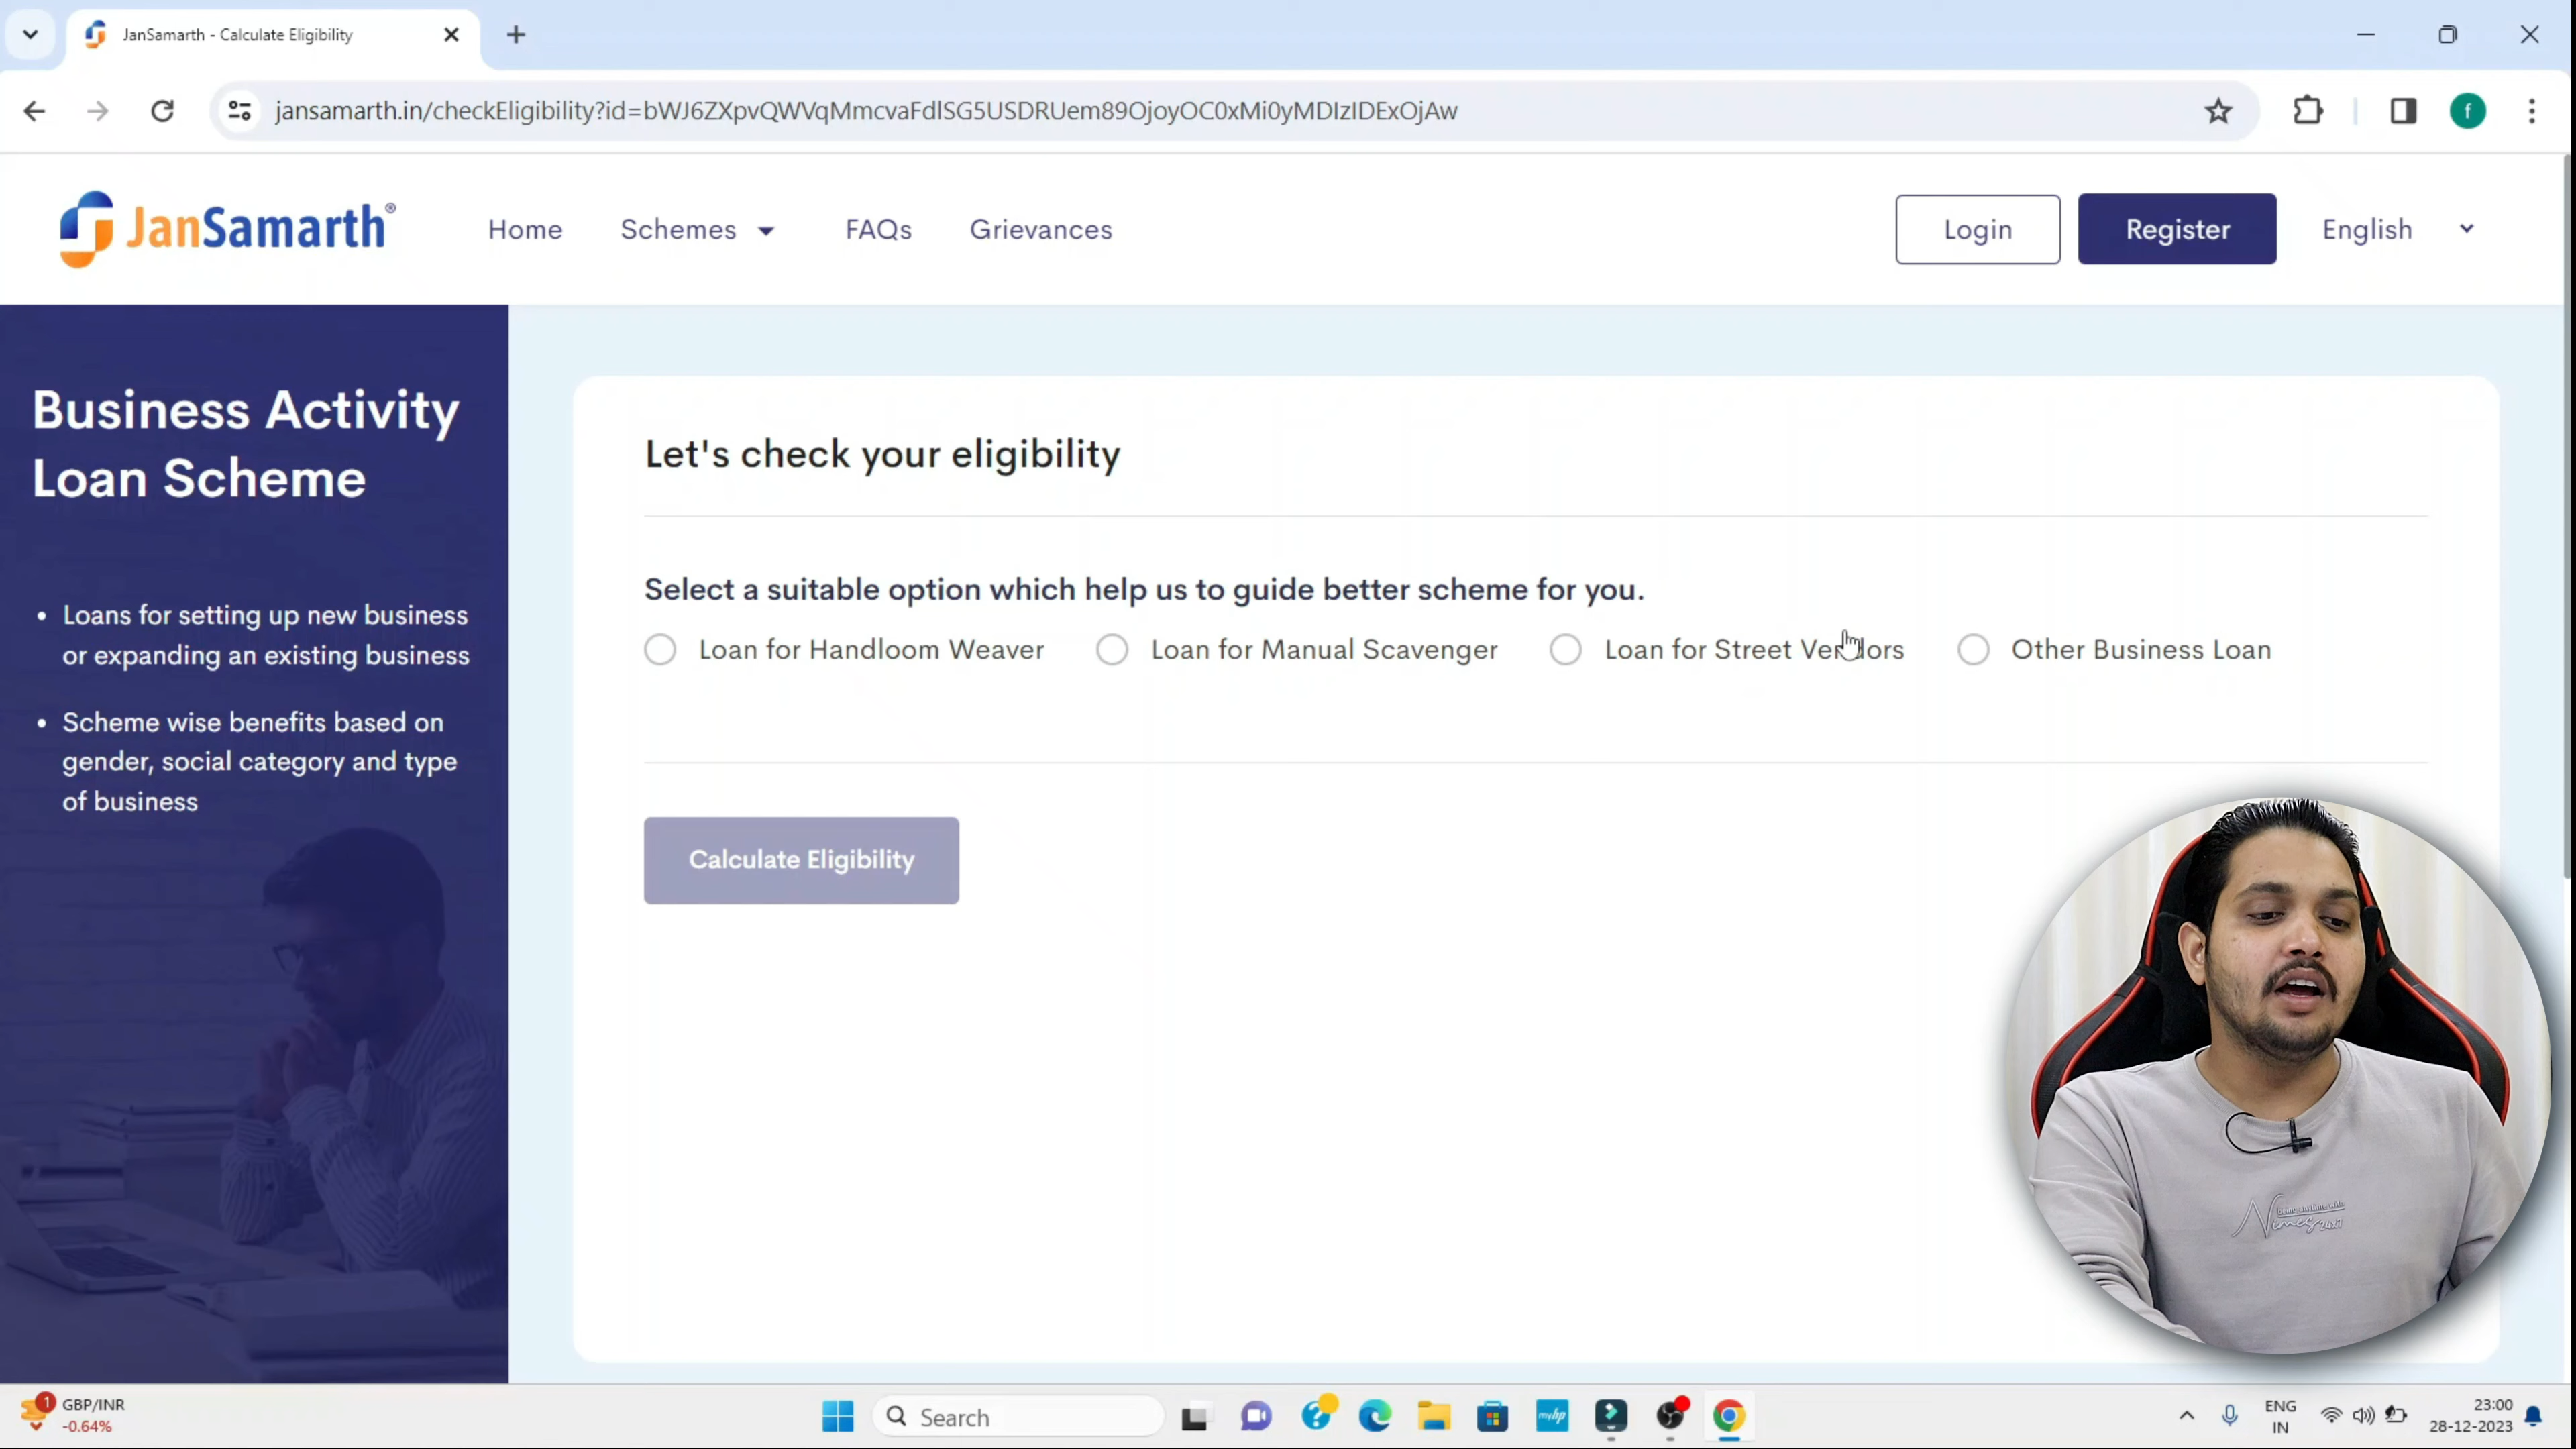 JanSamarth - Calculate Eligibility
jansamarth.in/checkEligibility?id=bWJ6ZXpvQWVqMmcvaFdlSG5USDRUem89OjoyOC0xMi0yMDIzIDExOjAw
f
JanSamarth®
Home
Schemes
FAQs
Grievances
Login
Register
English
Business Activity
Loan Scheme
• Loans for setting up new business
or expanding an existing business
• Scheme wise benefits based on
gender, social category and type
of business
Let's check your eligibility
Select a suitable option which help us to guide better scheme for you.
Loan for Handloom Weaver
Loan for Manual Scavenger
Loan for Street Vendors
Other Business Loan
Calculate Eligibility
1
GBP/INR
-0.64%
Search
myhp
ENG
IN
23:00
28-12-2023